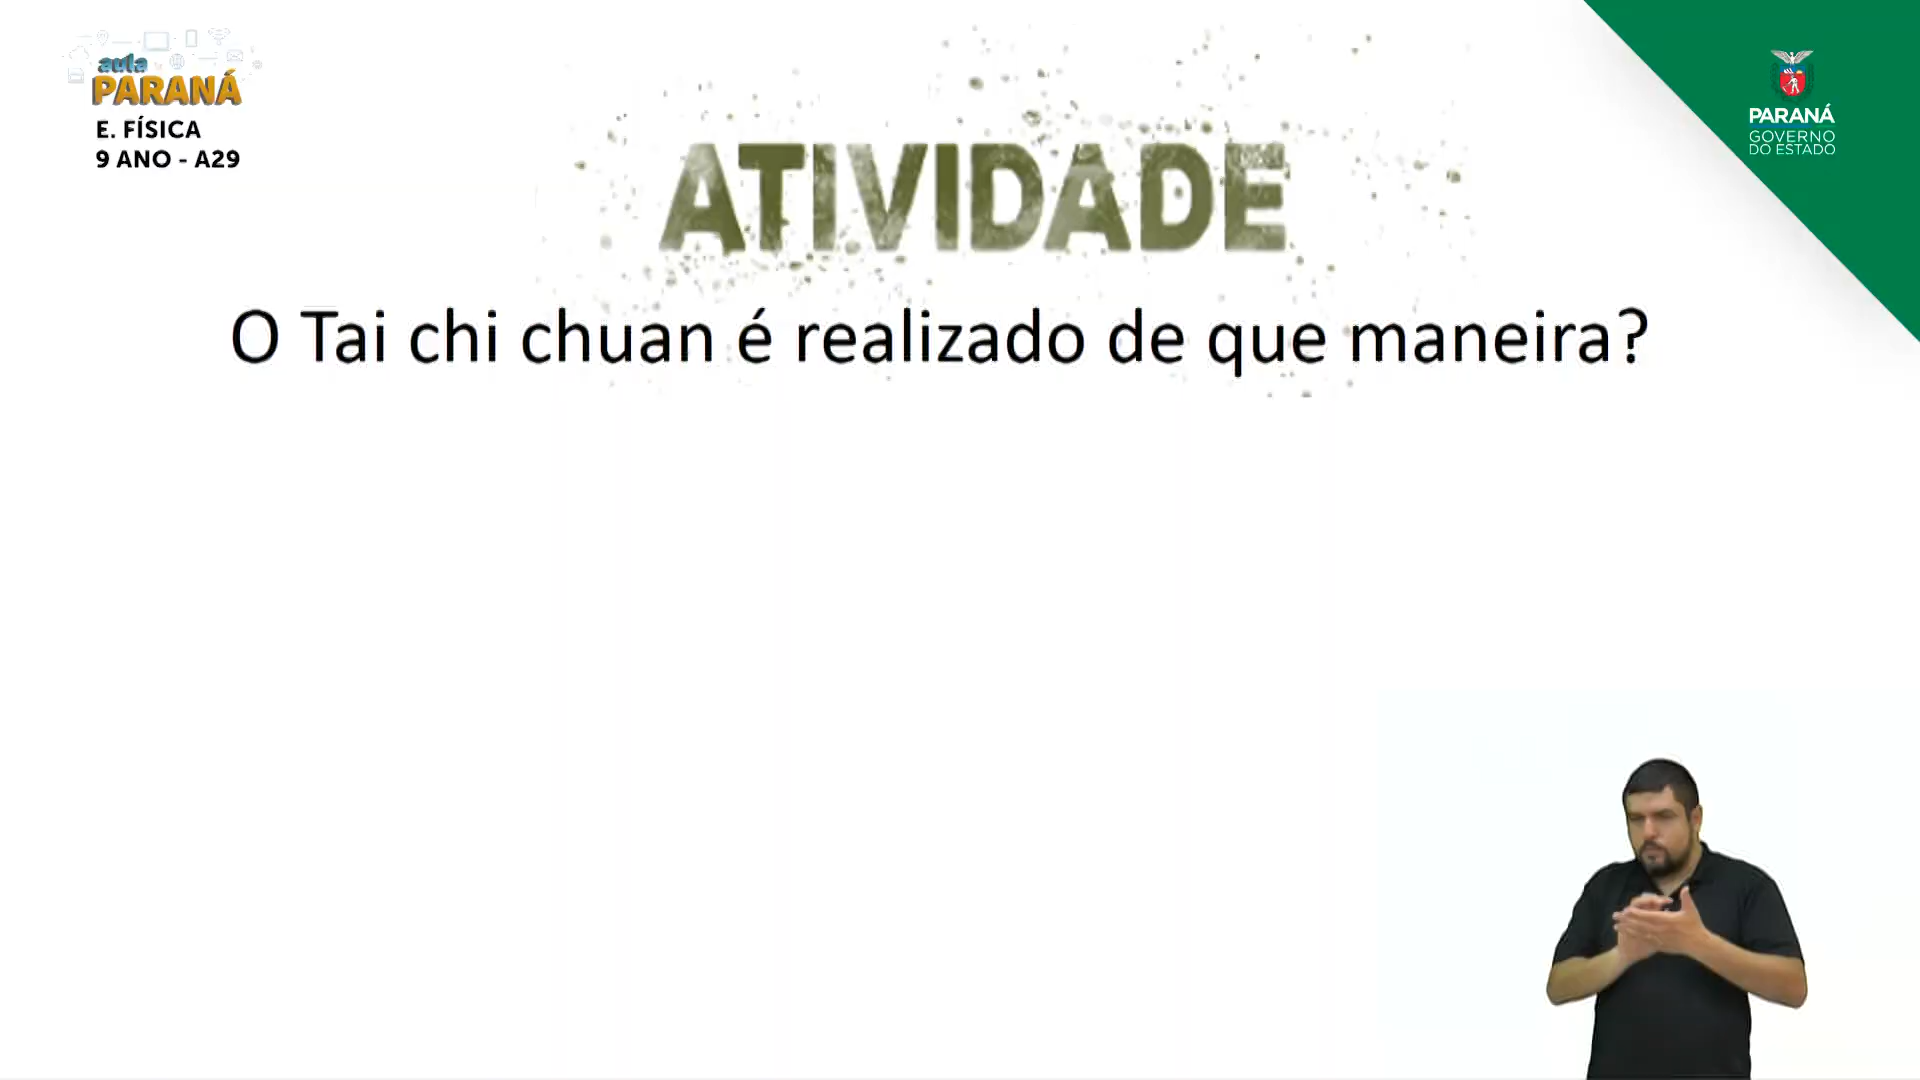 aula
PARANÁ
E. FÍSICA
9 ANO - A29
PARANÁ
GOVERNO
DO ESTADO
ATIVIDADE
O Tai chi chuan é realizado de que maneira?